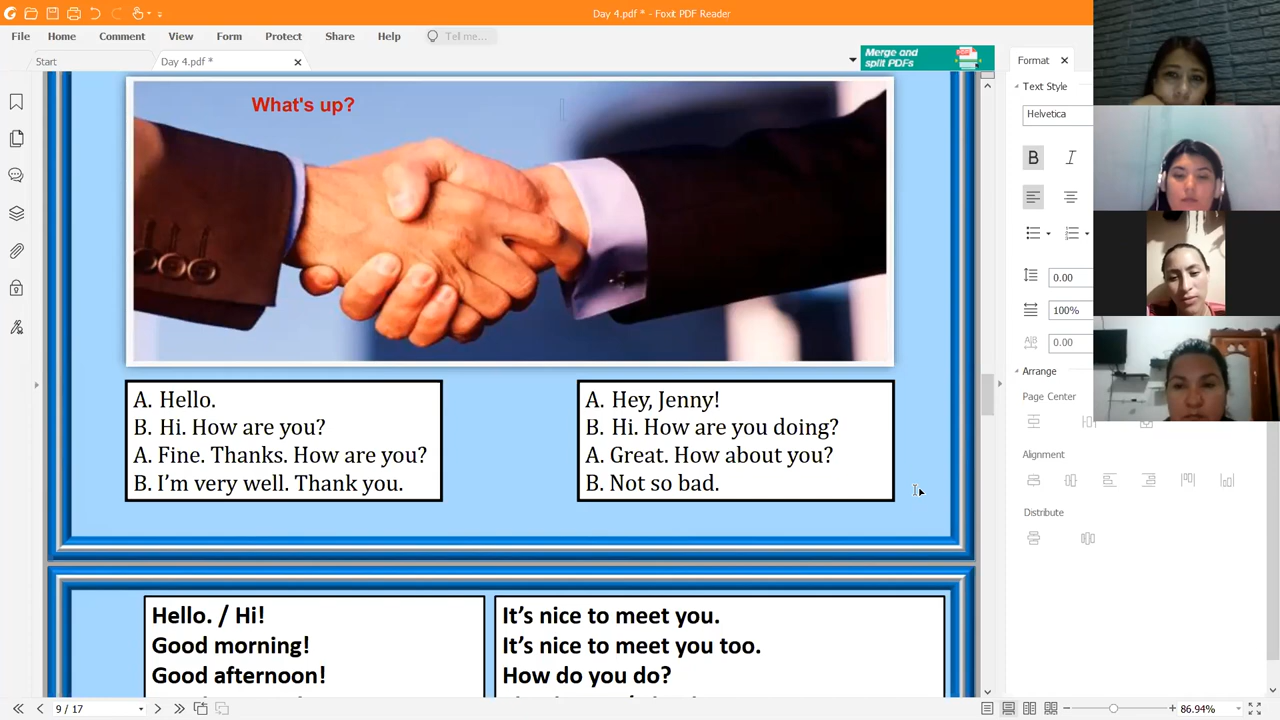 Day 4.pdf * - Foxit PDF Reader
File Home Comment View Form Protect Share Help Tell me...
Start
Day 4.pdf *
Merge and
split PDFs
Format
Text Style
Helvetica
B I
0.00
100%
0.00
Arrange
Page Center
Alignment
Distribute
What's up?
A. Hello.
B. Hi. How are you?
A. Fine. Thanks. How are you?
B. I'm very well. Thank you.
A. Hey, Jenny!
B. Hi. How are you doing?
A. Great. How about you?
B. Not so bad.
Hello. / Hi!
Good morning!
Good afternoon!
It's nice to meet you.
It's nice to meet you too.
How do you do?
9 / 17
86.94%